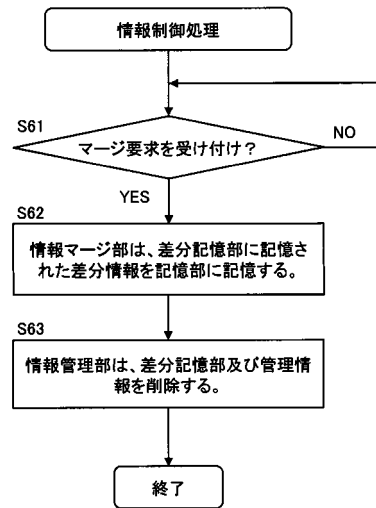 情報制御処理
S61
マージ要求を受け付け？
NO
YES
S62
情報マージ部は、差分記憶部に記憶さ
れた差分情報を記憶部に記憶する。
S63
情報管理部は、差分記憶部及び管理情
報を削除する。
終了